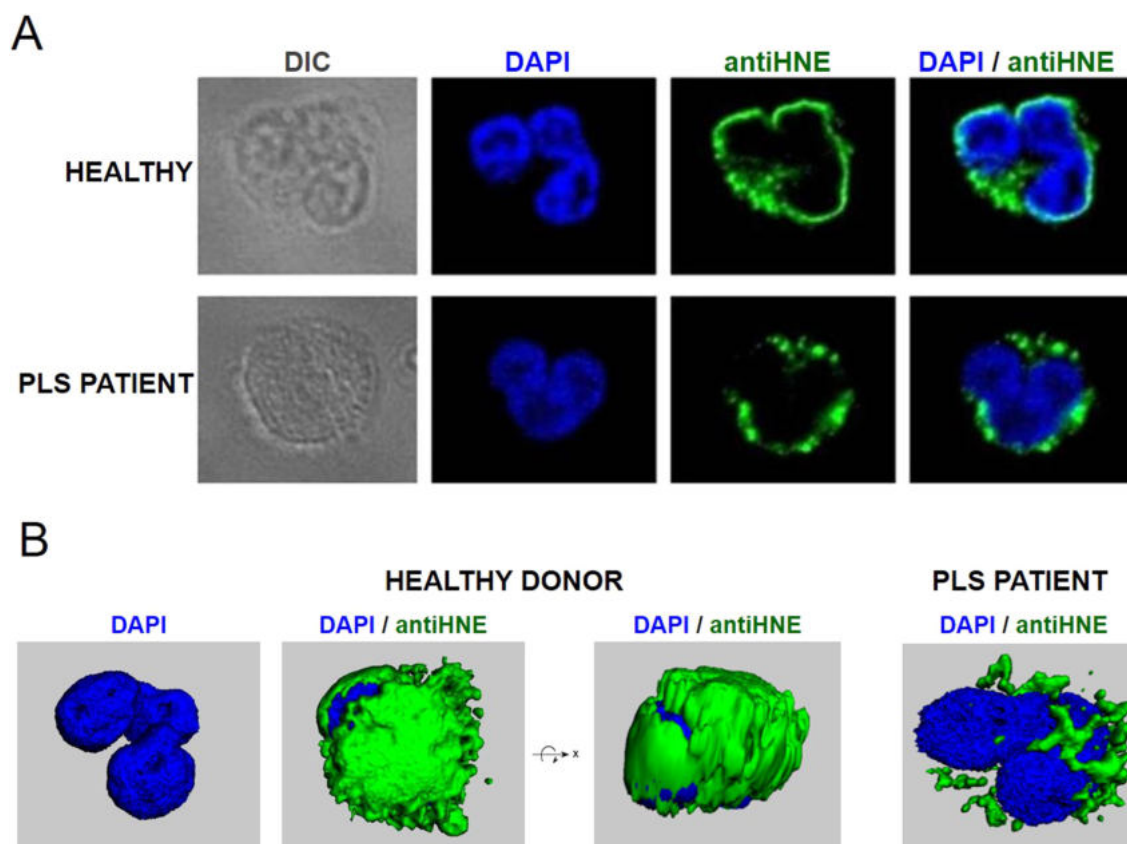 A
DIC DAPI antiHNE DAPI / antiHNE
HEALTHY
PLS PATIENT
B
HEALTHY DONOR PLS PATIENT
DAPI DAPI / antiHNE DAPI / antiHNE DAPI / antiHNE
x